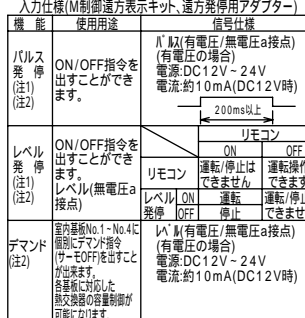 入力仕様(M制御遠方表示キット、遠方発停用アダプター)
機 能 使用用途 信号仕様
パルス
発 停
(注1)
(注2)
ON/OFF指令を
出すことができ
ます。
パルス(有電圧/無電圧a接点)
(有電圧の場合)
電源:DC12V~24V
電流:約10mA(DC12V時)
200ms以上
レベル
発 停
(注1)
(注2)
ON/OFF指令を
出すことができ
ます。
レベル(無電圧a
接点)
リモコン
ON OFF
リモコン 運転/停止は
できません 運転操作
できます
レベル
発停
ON 運転 運転/停止
OFF 停止 できませ
デマンド
(注2)
室内基板No.1~No.4に
個別にデマンド指令
(サーモOFF)を出すこと
が出来ます。
各基板に対応した
熱交換器の容量制御が
可能になります
レベル(有電圧/無電圧a接点)
(有電圧の場合)
電源:DC12V~24V
電流:約10mA(DC12V時)